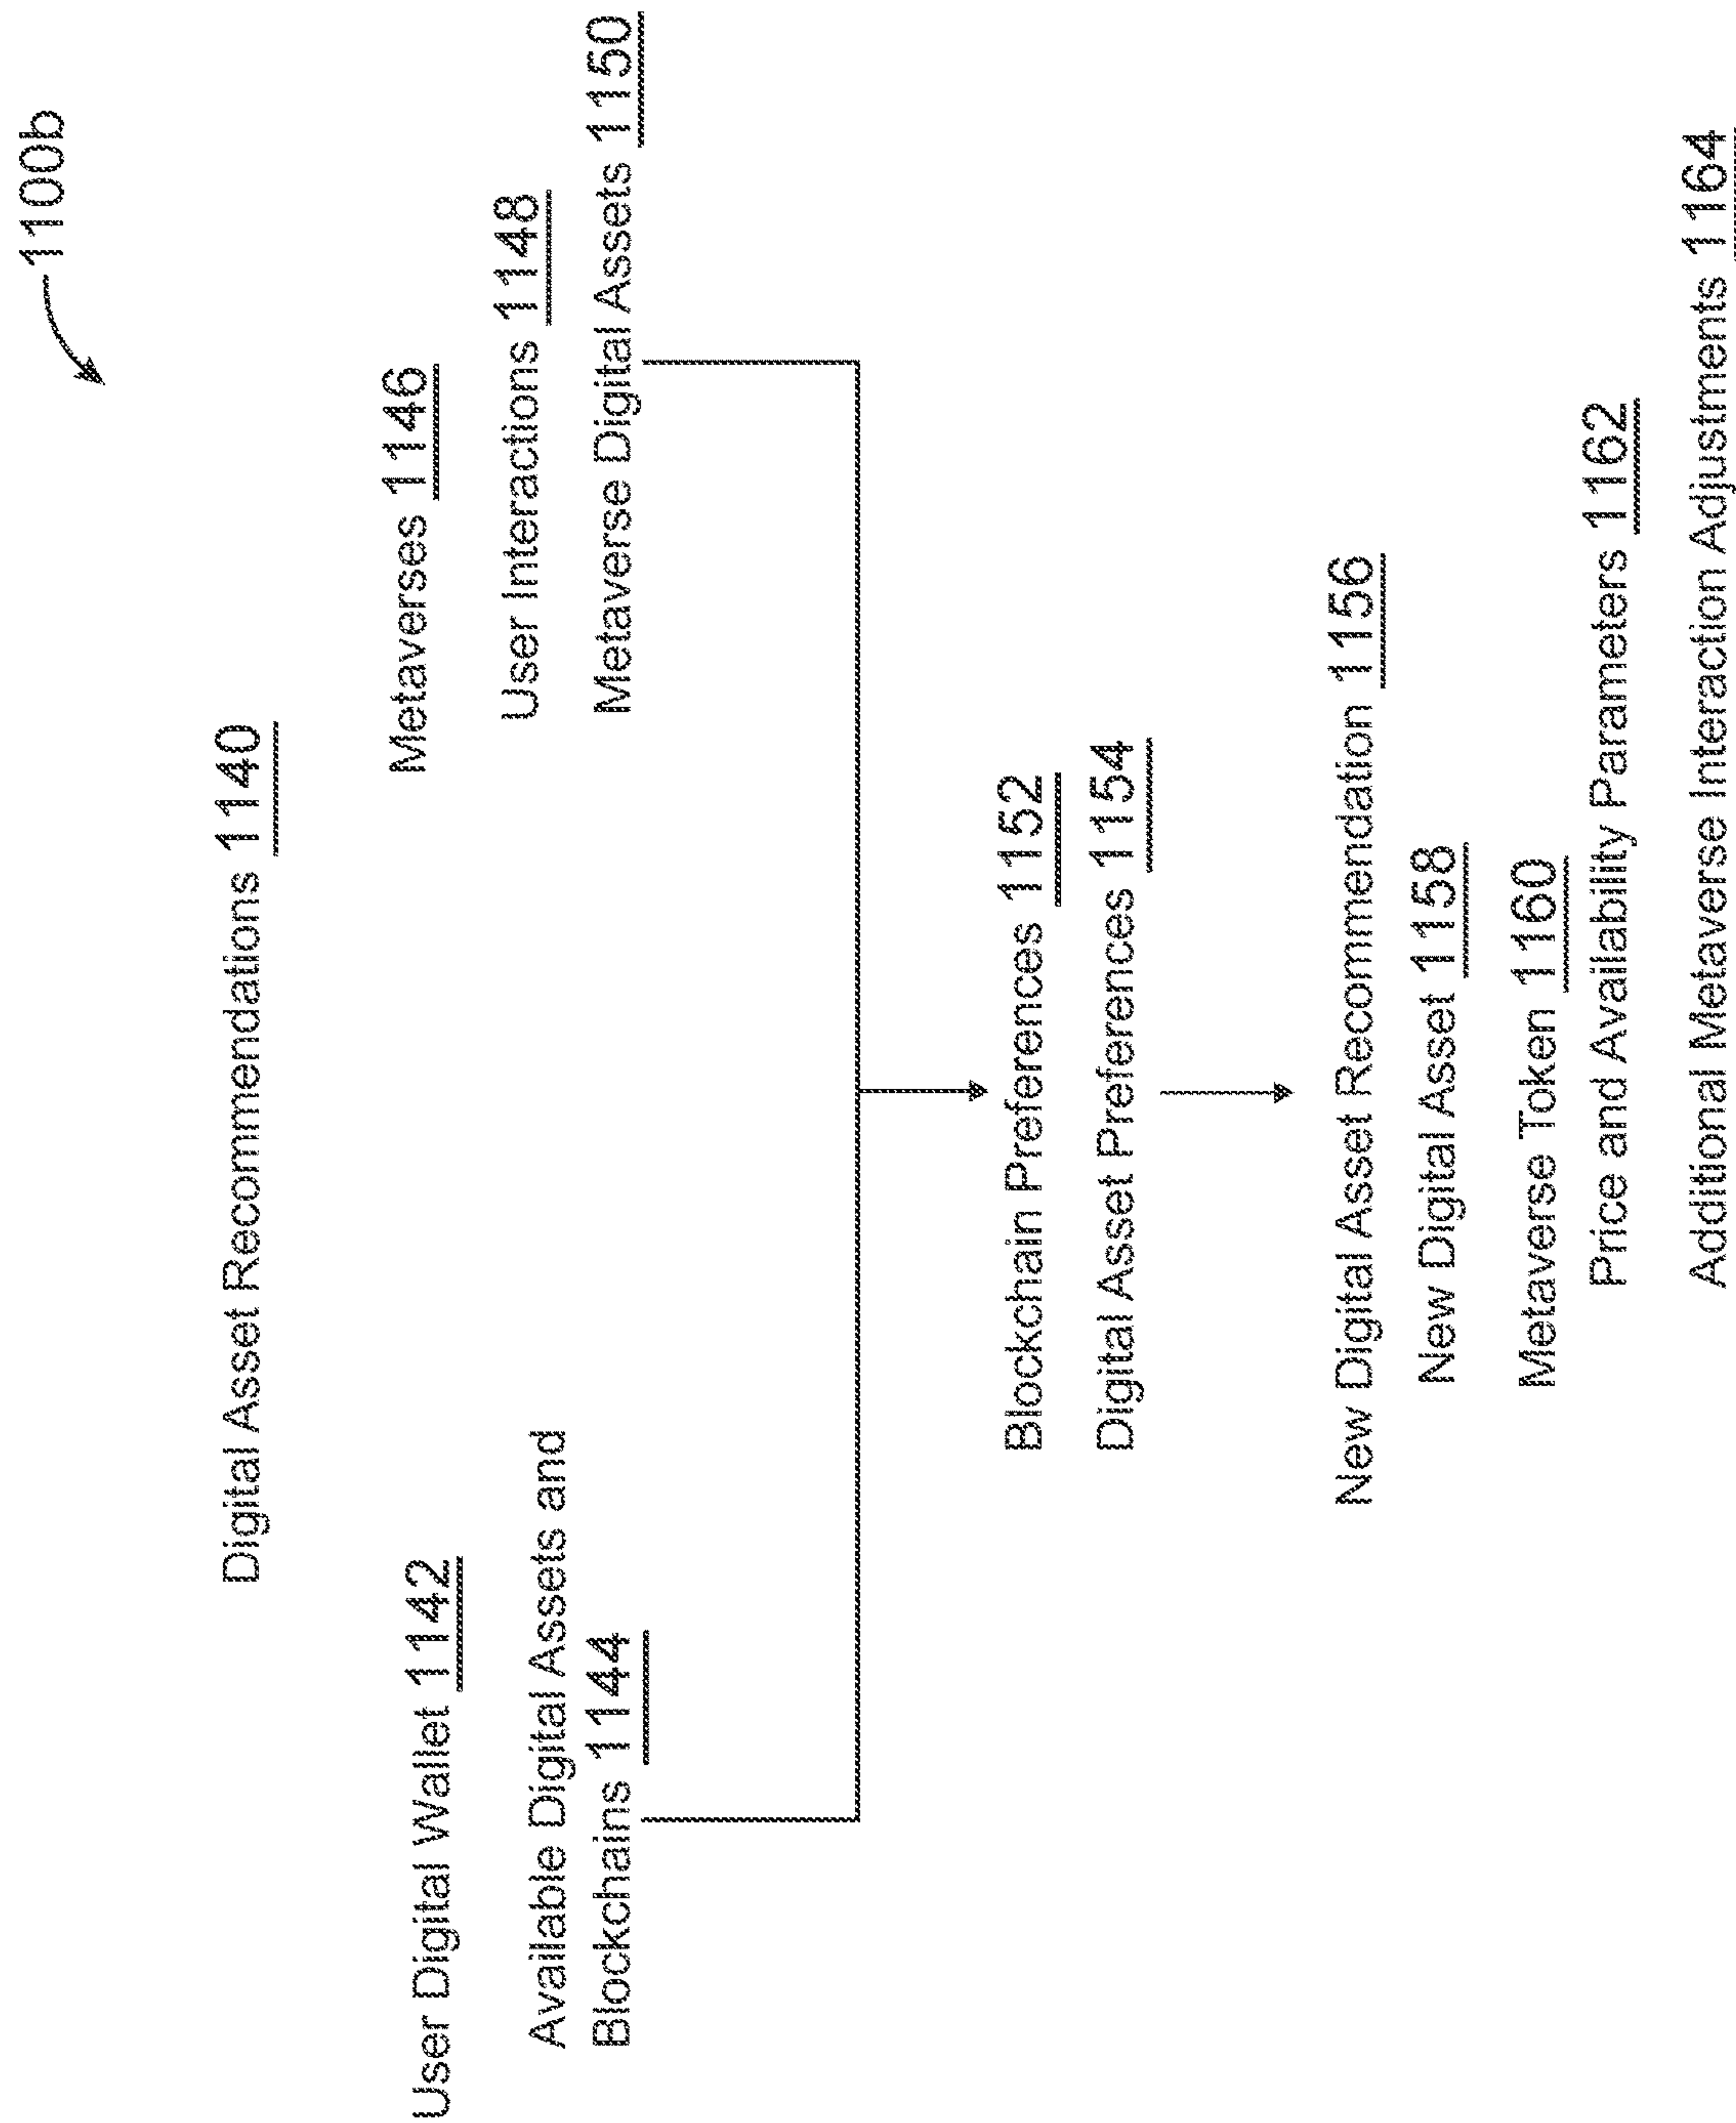 1100b
Digital Asset Recommendations 1140
User Digital Wallet 1142
Available Digital Assets and
Blockchains 1144
Metaverses 1146
User Interactions 1148
Metaverse Digital Assets 1150
Blockchain Preferences 1152
Digital Asset Preferences 1154
New Digital Asset Recommendation 1156
New Digital Asset 1158
Metaverse Token 1160
Price and Availability Parameters 1162
Additional Metaverse Interaction Adjustments 1164